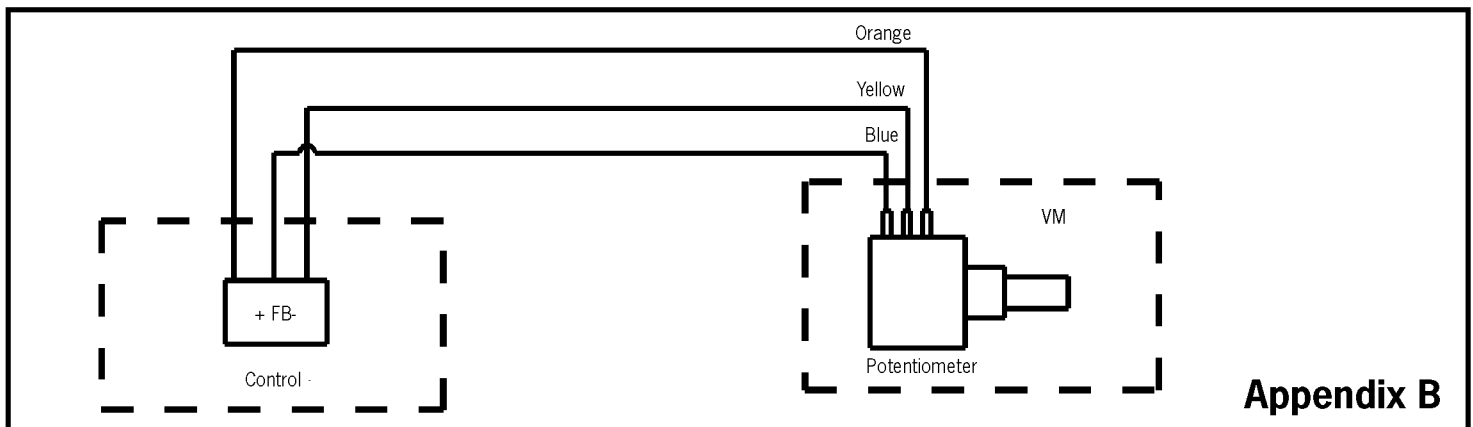 Orange
Yellow
Blue
VM
+ FB-
Potentiometer
Control -
Appendix B